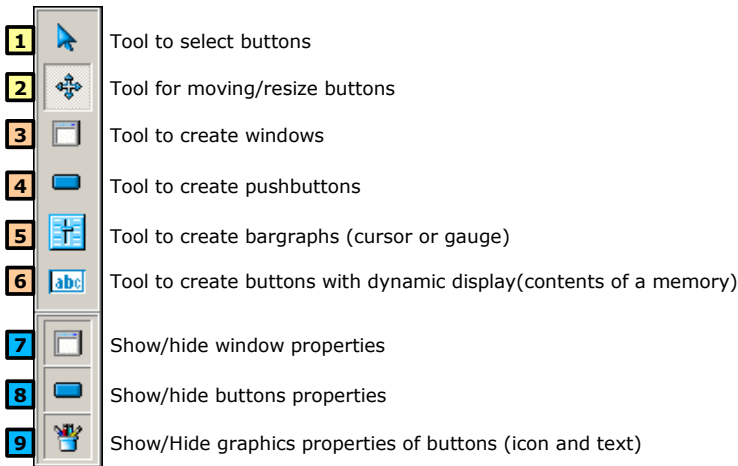 1 Tool to select buttons
2 Tool for moving/resize buttons
3 Tool to create windows
4 Tool to create pushbuttons
5 Tool to create bargraphs (cursor or gauge)
6 abc Tool to create buttons with dynamic display(contents of a memory)
7 Show/hide window properties
8 Show/hide buttons properties
9 Show/Hide graphics properties of buttons (icon and text)